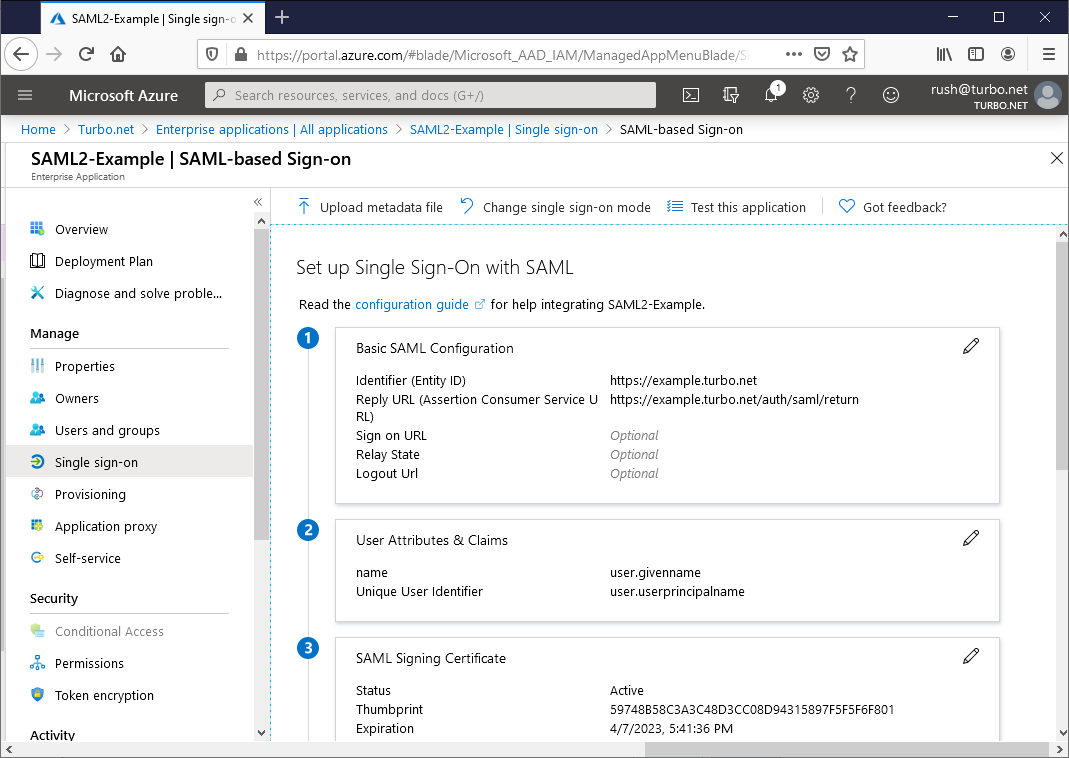 SAML2-Example | Single sign-o
https://portal.azure.com/#blade/Microsoft_AAD_IAM/ManagedAppMenuBlade/S
Microsoft Azure
Search resources, services, and docs (G+/)
1
rush@turbo.net
TURBO.NET
Home > Turbo.net > Enterprise applications | All applications > SAML2-Example | Single sign-on > SAML-based Sign-on
SAML2-Example | SAML-based Sign-on
Enterprise Application
Upload metadata file
Change single sign-on mode
Test this application
Got feedback?
Overview
Deployment Plan
Diagnose and solve proble...
Manage
Properties
Owners
Users and groups
Single sign-on
Provisioning
Application proxy
Self-service
Security
Conditional Access
Permissions
Token encryption
Activity
Set up Single Sign-On with SAML
Read the configuration guide for help integrating SAML2-Example.
1
Basic SAML Configuration
Identifier (Entity ID) https://example.turbo.net
Reply URL (Assertion Consumer Service U https://example.turbo.net/auth/saml/return
RL)
Sign on URL Optional
Relay State Optional
Logout Url Optional
2
User Attributes & Claims
name user.givenname
Unique User Identifier user.userprincipalname
3
SAML Signing Certificate
Status Active
Thumbprint 59748B58C3A3C48D3CC08D94315897F5F5F6F801
Expiration 4/7/2023, 5:41:36 PM